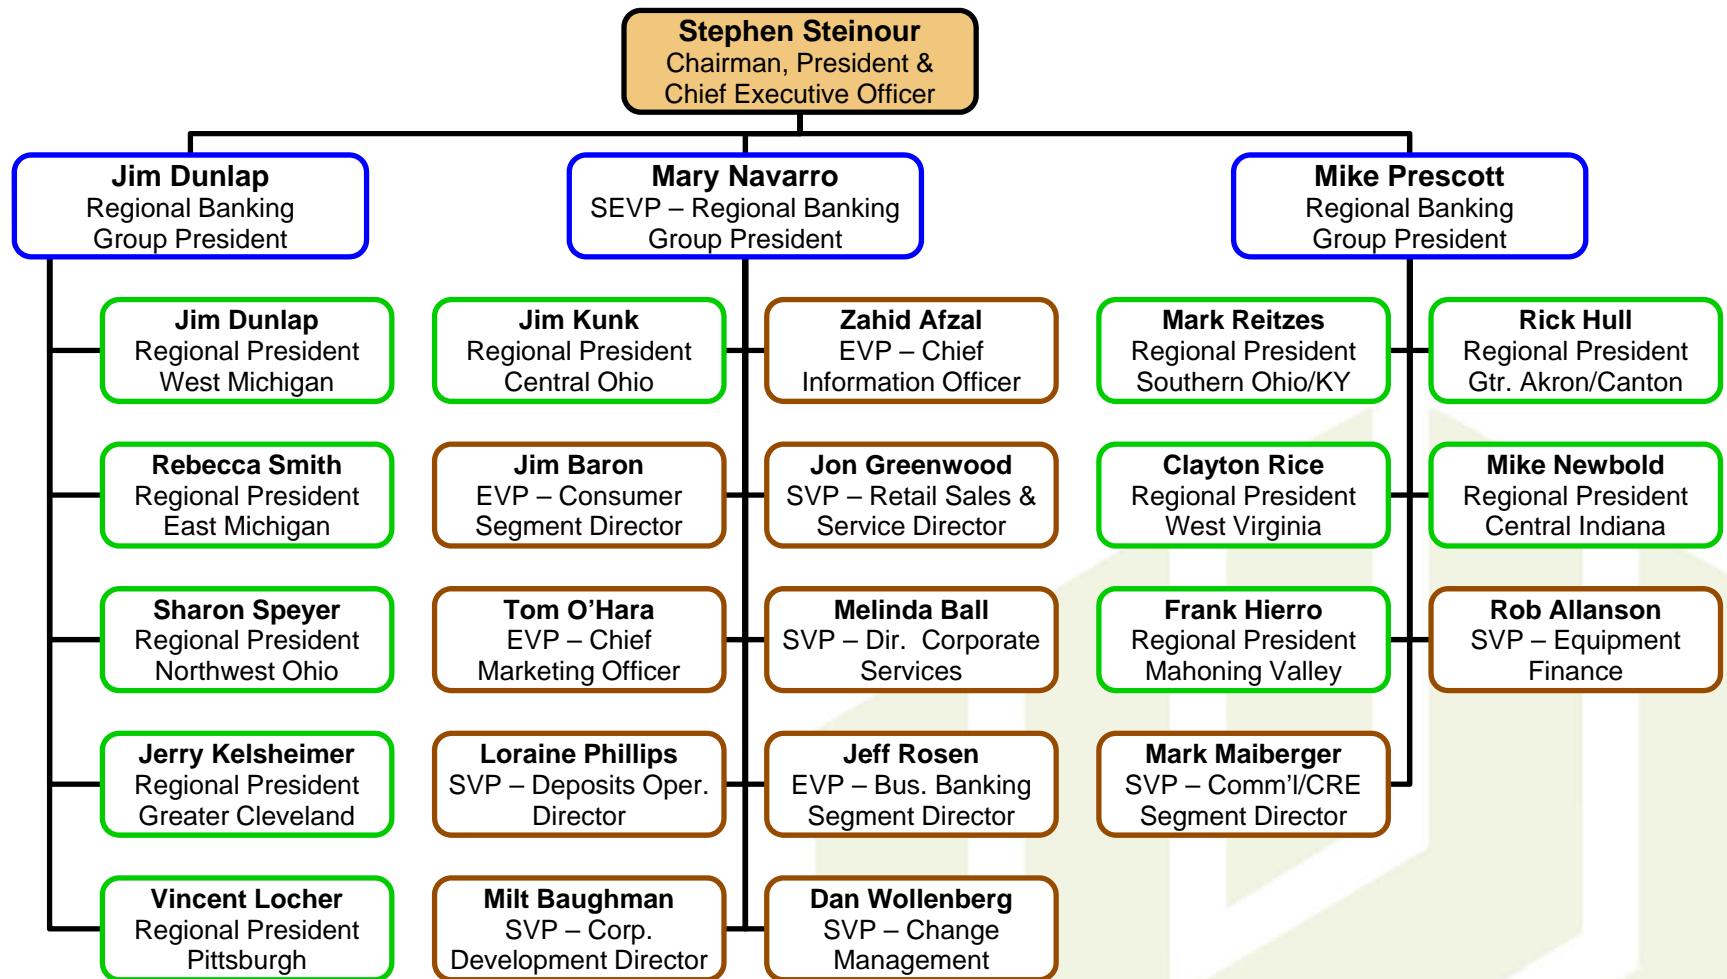 Stephen Steinour
Chairman, President &
Chief Executive Officer
Jim Dunlap
Regional Banking
Group President
Mary Navarro
SEVP – Regional Banking
Group President
Mike Prescott
Regional Banking
Group President
Jim Dunlap
Regional President
West Michigan
Jim Kunk
Regional President
Central Ohio
Zahid Afzal
EVP – Chief
Information Officer
Mark Reitzes
Regional President
Southern Ohio/KY
Rick Hull
Regional President
Gtr. Akron/Canton
Rebecca Smith
Regional President
East Michigan
Jim Baron
EVP – Consumer
Segment Director
Jon Greenwood
SVP – Retail Sales &
Service Director
Clayton Rice
Regional President
West Virginia
Mike Newbold
Regional President
Central Indiana
Sharon Speyer
Regional President
Northwest Ohio
Tom O’Hara
EVP – Chief
Marketing Officer
Melinda Ball
SVP – Dir. Corporate
Services
Frank Hierro
Regional President
Mahoning Valley
Rob Allanson
SVP – Equipment
Finance
Jerry Kelsheimer
Regional President
Greater Cleveland
Loraine Phillips
SVP – Deposits Oper.
Director
Jeff Rosen
EVP – Bus. Banking
Segment Director
Mark Maiberger
SVP – Comm’l/CRE
Segment Director
Vincent Locher
Regional President
Pittsburgh
Milt Baughman
SVP – Corp.
Development Director
Dan Wollenberg
SVP – Change
Management